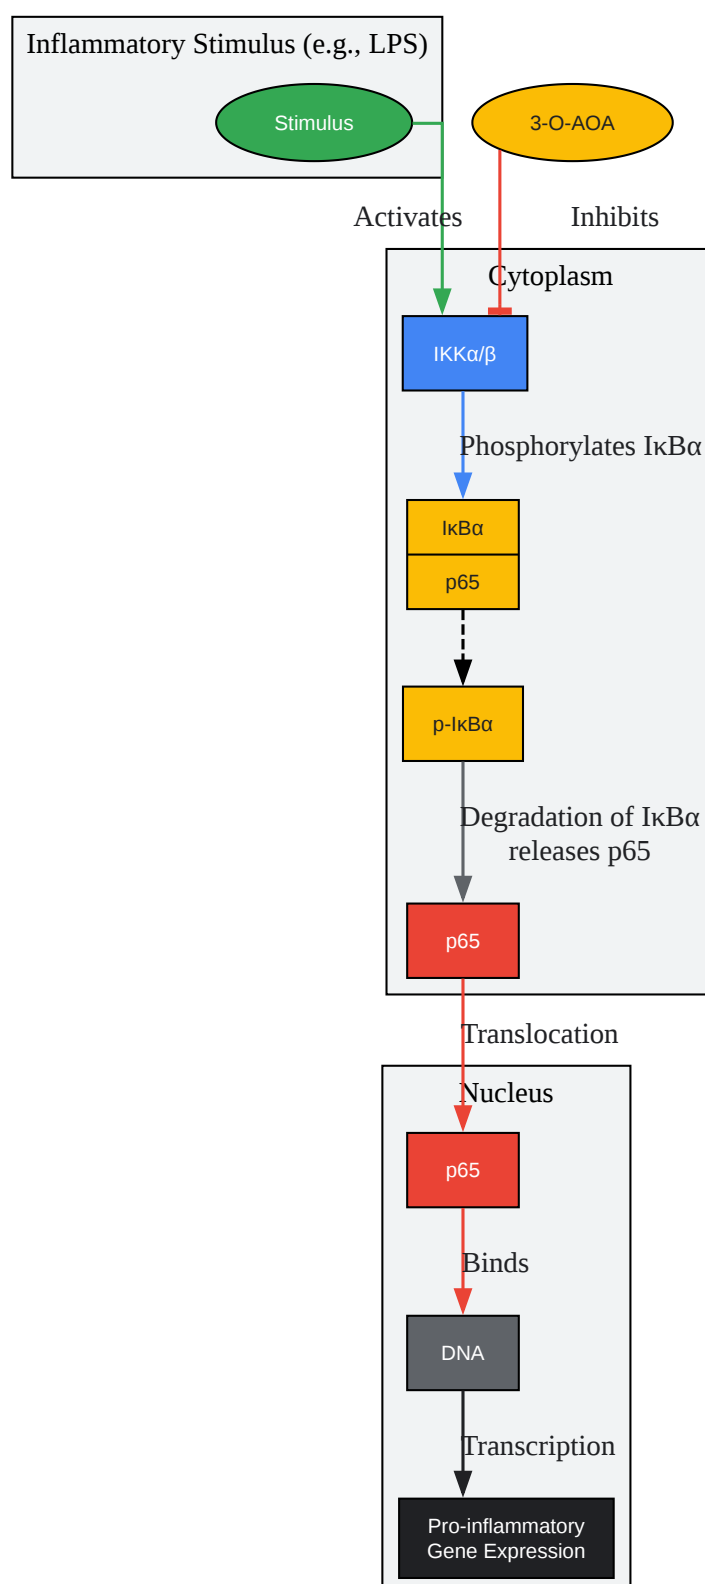 Inflammatory Stimulus (e.g., LPS)
Stimulus
3-O-AOA
Activates
Inhibits
Cytoplasm
IKKα/β
Phosphorylates IκBα
IκBα
p65
p-IκBα
Degradation of IκBα
releases p65
p65
Translocation
Nucleus
p65
Binds
DNA
Transcription
Pro-inflammatory
Gene Expression